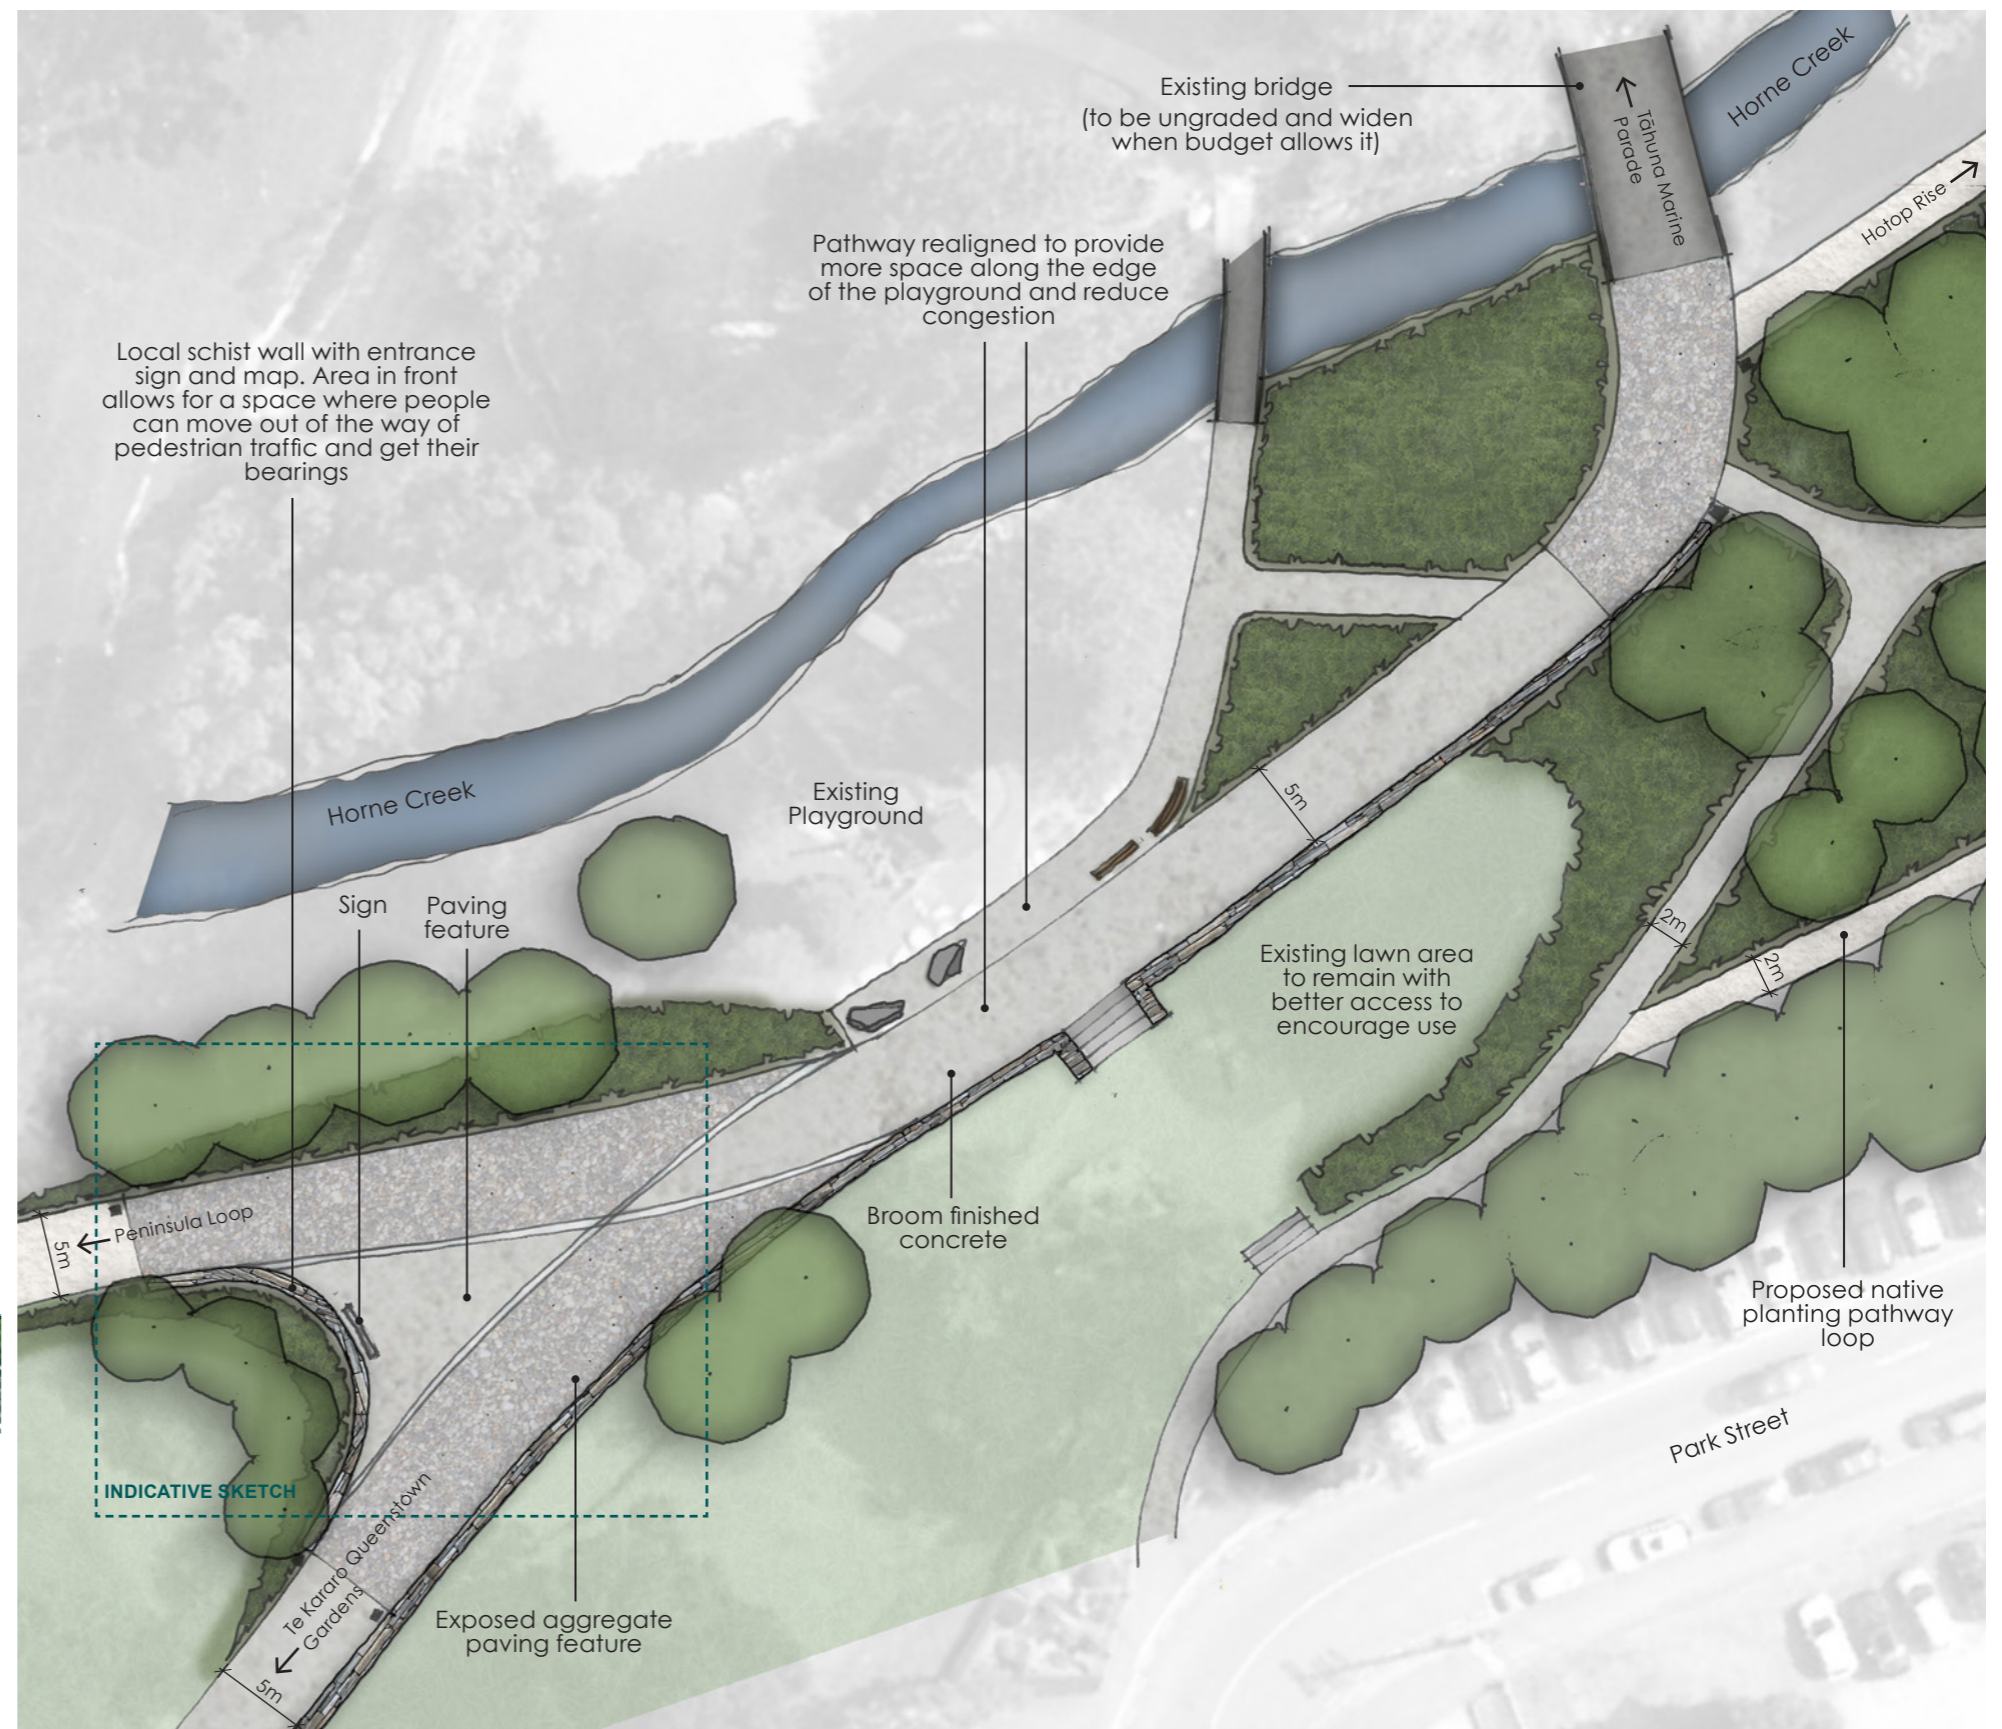 Existing bridge
(to be ungraded and widen
when budget allows it)
Horne Creek
Tāhuna Marine
Parade
Hotop Rise
Pathway realigned to provide
more space along the edge
of the playground and reduce
congestion
Local schist wall with entrance
sign and map. Area in front
allows for a space where people
can move out of the way of
pedestrian traffic and get their
bearings
Horne Creek
Existing
Playground
5m
Sign
Paving
feature
Existing lawn area
to remain with
better access to
encourage use
2m
2m
Peninsula Loop
5m
Broom finished
concrete
Proposed native
planting pathway
loop
Park Street
INDICATIVE SKETCH
Te Kararo Queenstown
Gardens
5m
Exposed aggregate
paving feature